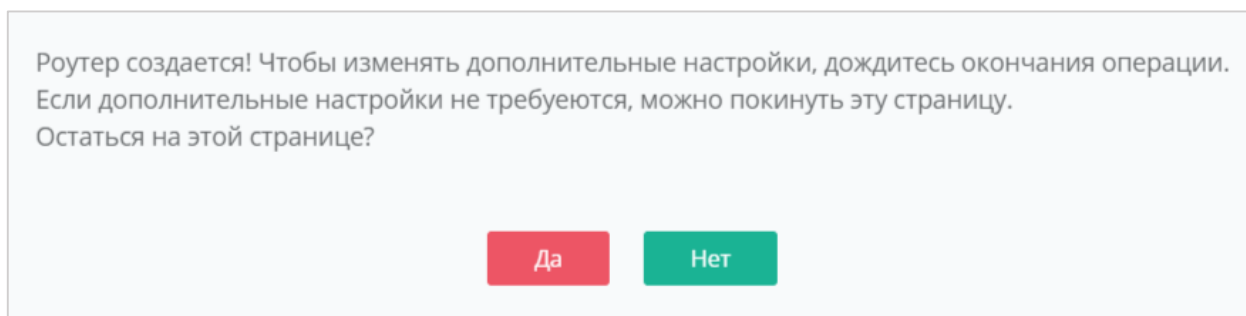 Роутер создается! Чтобы изменять дополнительные настройки, дождитесь окончания операции.
Если дополнительные настройки не требуеются, можно покинуть эту страницу.
Остаться на этой странице?
Да
Нет